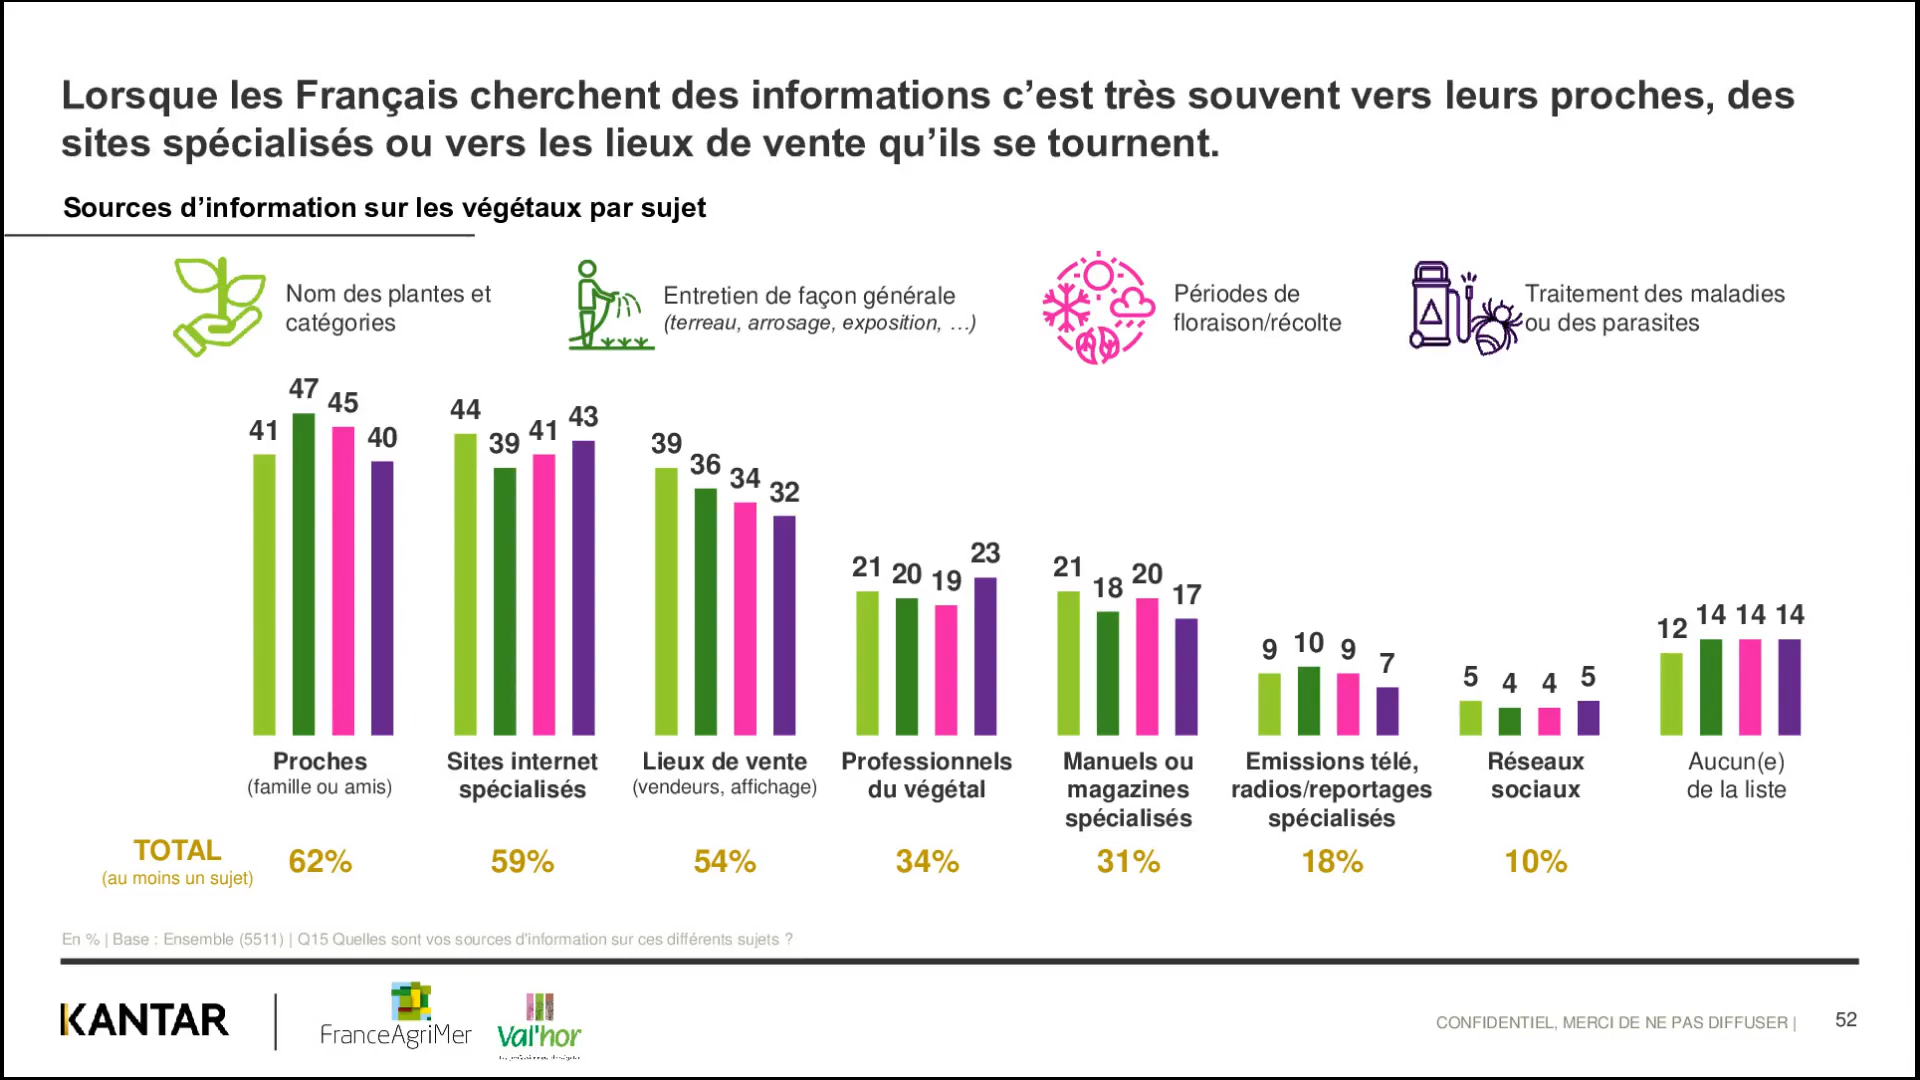 Lorsque les Français cherchent des informations c’est très souvent vers leurs proches, des
sites spécialisés ou vers les lieux de vente qu’ils se tournent.
Sources d’information sur les végétaux par sujet
Nom des plantes et
catégories
Entretien de façon générale
(terreau, arrosage, exposition, …)
Périodes de
floraison/récolte
Traitement des maladies
ou des parasites
41 47 45 40
44 39 41 43
39 36 34 32
21 20 19 23
21 18 20 17
9 10 9 7
5 4 4 5
12 14 14 14
Proches
(famille ou amis)
Sites internet
spécialisés
Lieux de vente
(vendeurs, affichage)
Professionnels
du végétal
Manuels ou
magazines
spécialisés
Emissions télé,
radios/reportages
spécialisés
Réseaux
sociaux
Aucun(e)
de la liste
TOTAL
(au moins un sujet)
62% 59% 54% 34% 31% 18% 10%
En % | Base : Ensemble (5511) | Q15 Quelles sont vos sources d'information sur ces différents sujets ?
KANTAR
FranceAgriMer
Val'hor
CONFIDENTIEL, MERCI DE NE PAS DIFFUSER |
52